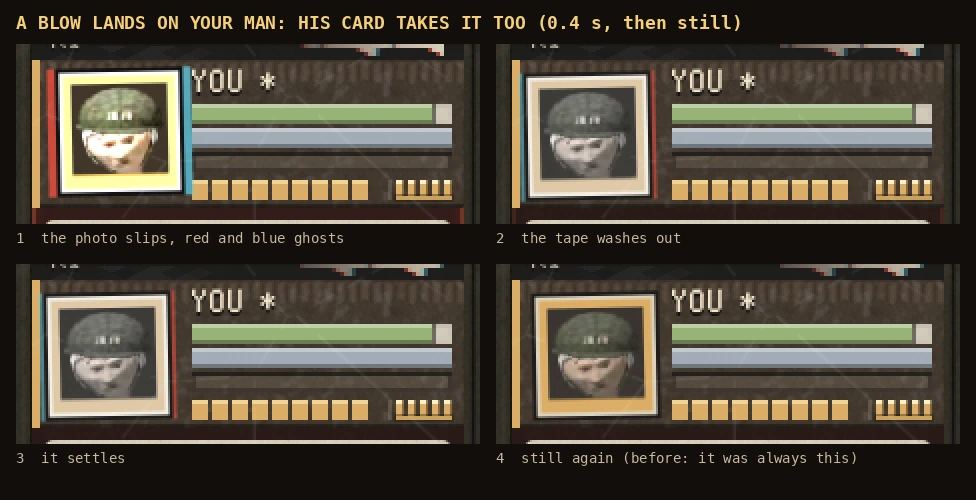 A BLOW LANDS ON YOUR MAN: HIS CARD TAKES IT TOO (0.4 s, then still)
YOU *
YOU *
1 the photo slips, red and blue ghosts
2 the tape washes out
YOU *
YOU *
3 it settles
4 still again (before: it was always this)